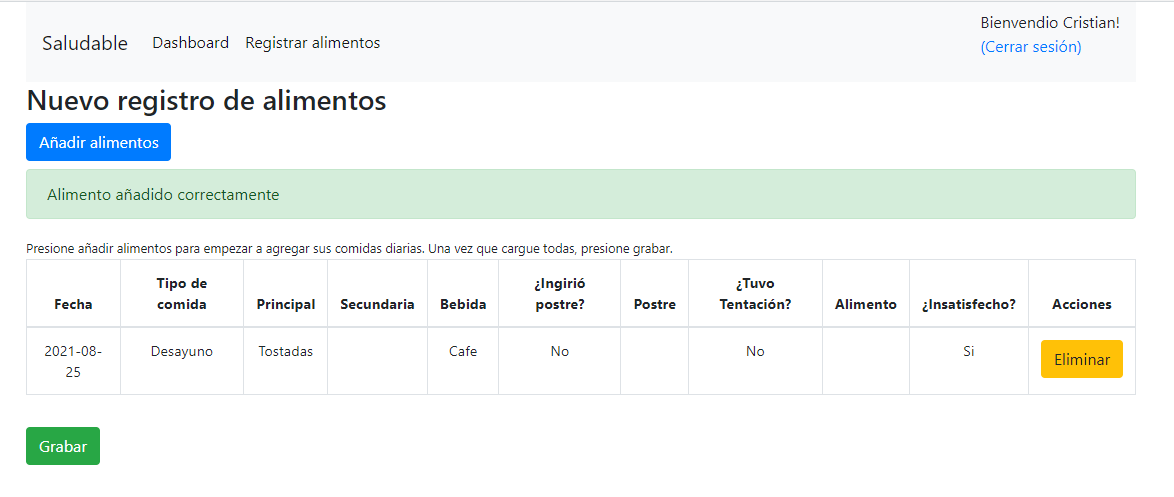 Saludable Dashboard Registrar alimentos
Bienvendio Cristian!
(Cerrar sesión)
Nuevo registro de alimentos
Añadir alimentos
Alimento añadido correctamente
Presione añadir alimentos para empezar a agregar sus comidas diarias. Una vez que cargue todas, presione grabar.
Fecha Tipo de comida Principal Secundaria Bebida ¿Ingirió postre? Postre ¿Tuvo Tentación? Alimento ¿Insatisfecho? Acciones
2021-08-25 Desayuno Tostadas Cafe No No Si Eliminar
Grabar